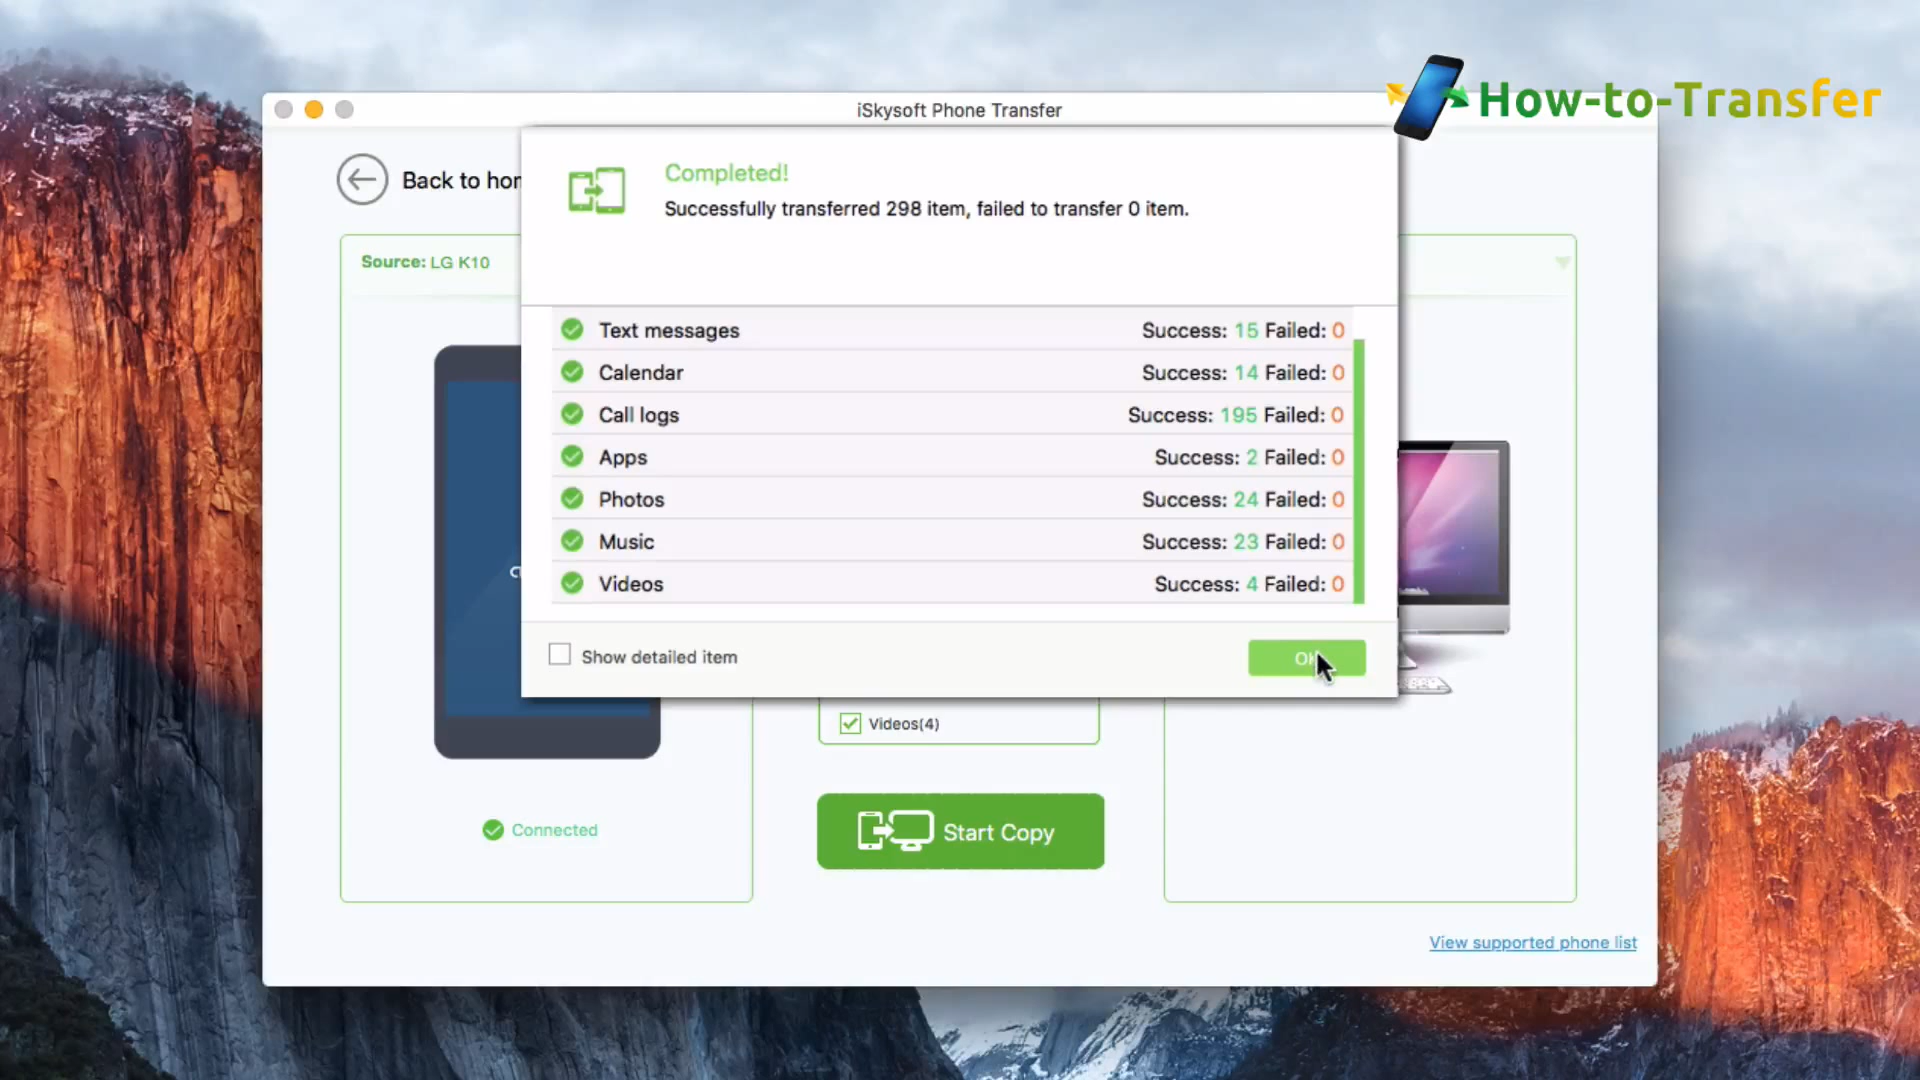 How-to-Transfer
iSkysoft Phone Transfer
Back to
Completed!
Successfully transferred 298 item, failed to transfer 0 item.
Source: LG K10
Text messages Success: 15 Failed: 0
Calendar Success: 14 Failed: 0
Call logs Success: 195 Failed: 0
Apps Success: 2 Failed: 0
Photos Success: 24 Failed: 0
Music Success: 23 Failed: 0
Videos Success: 4 Failed: 0
Show detailed item
OK
Videos(4)
Start Copy
Connected
View supported phone list